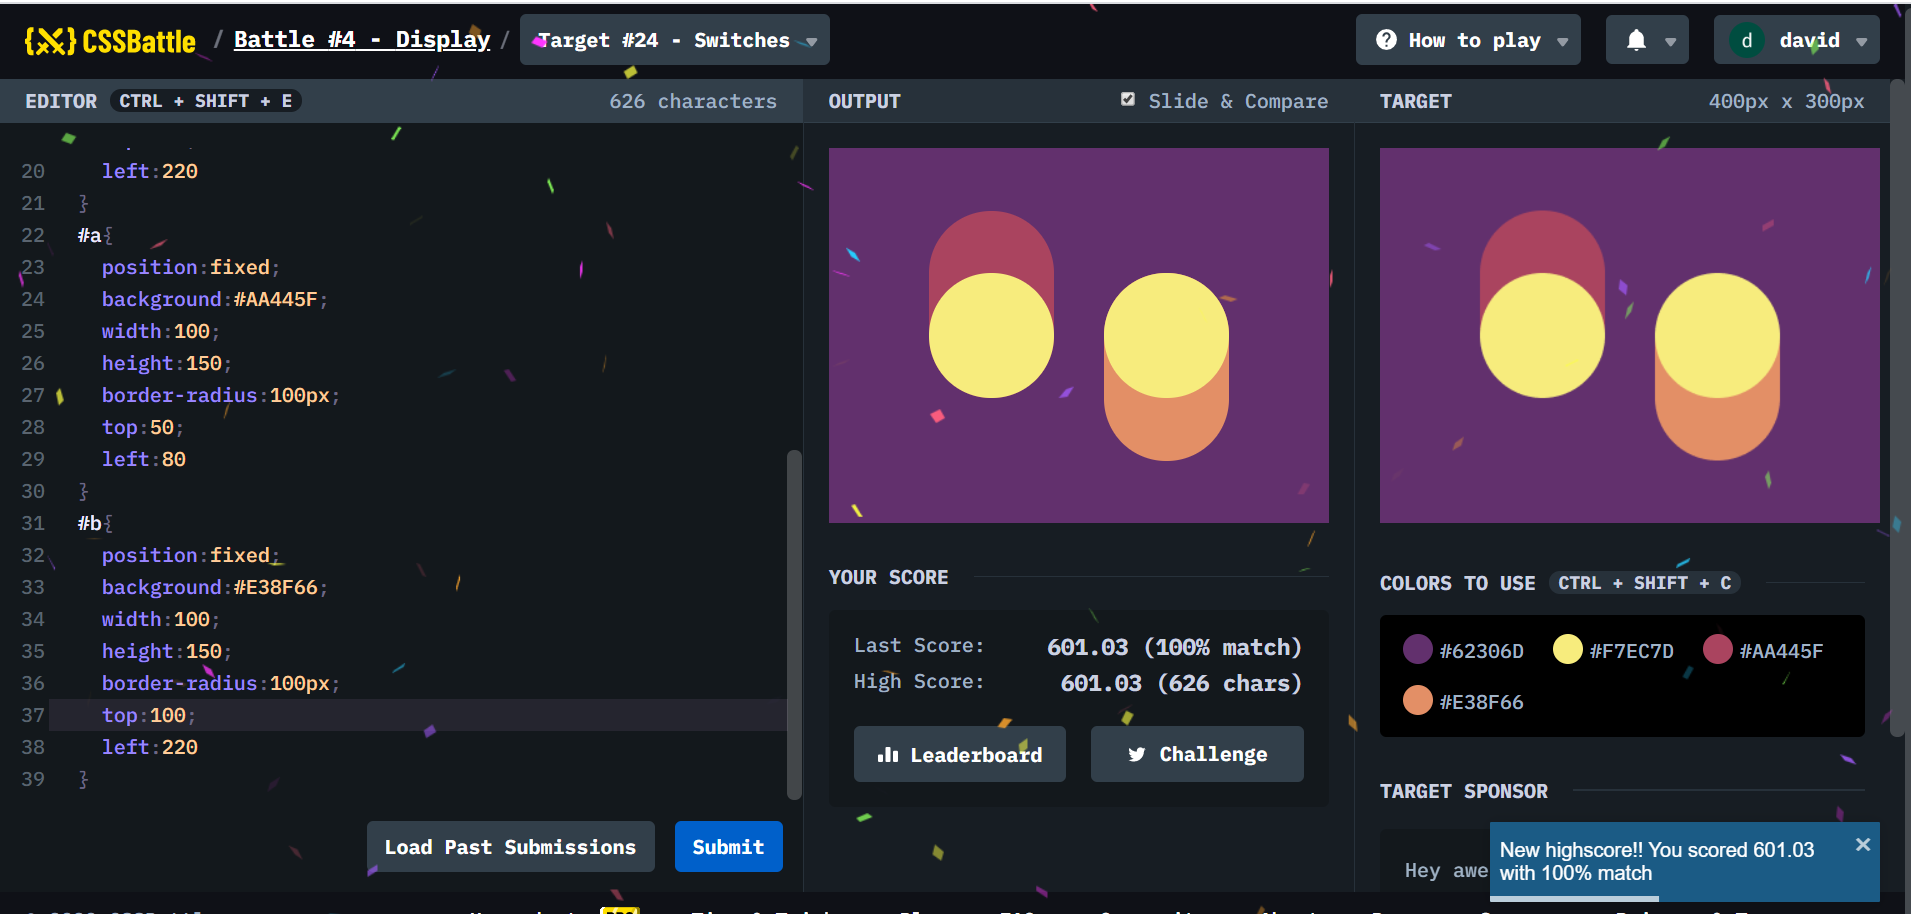 {X} CSSBattle / Battle #4 - Display / Target #24 - Switches
How to play
d david
EDITOR CTRL + SHIFT + E 626 characters
20 left:220
21 }
22 #a{
23 position:fixed;
24 background:#AA445F;
25 width:100;
26 height:150;
27 border-radius:100px;
28 top:50;
29 left:80
30 }
31 #b{
32 position:fixed;
33 background:#E38F66;
34 width:100;
35 height:150;
36 border-radius:100px;
37 top:100;
38 left:220
39 }
Load Past Submissions
Submit
OUTPUT Slide & Compare
YOUR SCORE
Last Score: 601.03 (100% match)
High Score: 601.03 (626 chars)
Leaderboard
Challenge
TARGET 400px x 300px
COLORS TO USE CTRL + SHIFT + C
#62306D #F7EC7D #AA445F
#E38F66
TARGET SPONSOR
Hey awe
New highscore!! You scored 601.03
with 100% match